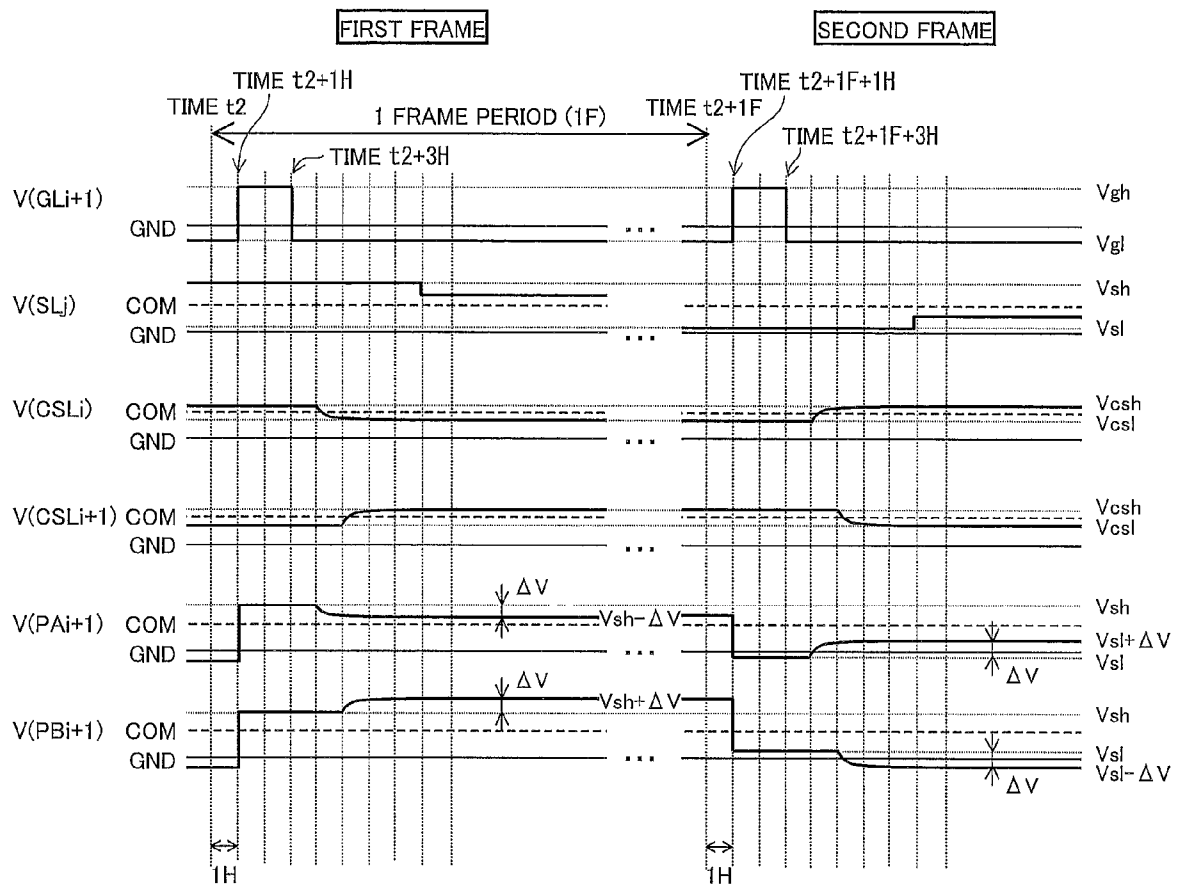 FIRST FRAME
SECOND FRAME
TIME t2+1H
TIME t2+1F+1H
TIME t2
1 FRAME PERIOD (1F)
TIME t2+1F
TIME t2+3H
TIME t2+1F+3H
V(GLi+1)
GND
...
Vgh
Vgl
V(SLj)
COM
GND
...
Vsh
Vsl
V(CSLi)
COM
GND
...
Vcsh
Vcsl
V(CSLi+1)
COM
GND
...
Vcsh
Vcsl
V(PAi+1)
COM
GND
ΔV
Vsh-ΔV
...
Vsh
Vsl+ΔV
Vsl
ΔV
V(PBi+1)
COM
GND
ΔV
Vsh+ΔV
...
Vsh
Vsl
Vsl-ΔV
ΔV
1H
1H